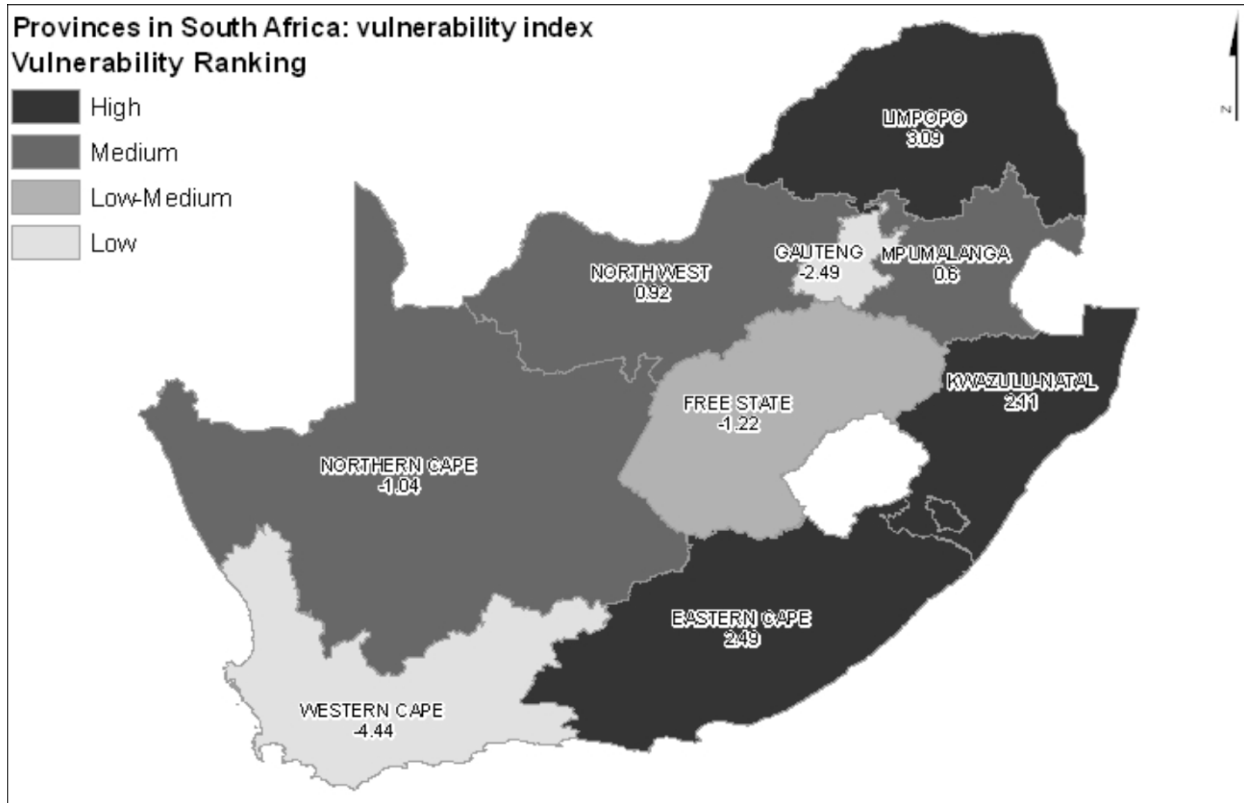 Provinces in South Africa: vulnerability index
Vulnerability Ranking
High
Medium
Low-Medium
Low
z
LIMPOPO
3.09
GAUTENG
-2.49
MPUMALANGA
0.6
NORTH WEST
0.92
KWAZULU-NATAL
2.11
FREE STATE
-1.22
NORTHERN CAPE
-1.04
EASTERN CAPE
2.49
WESTERN CAPE
-4.44